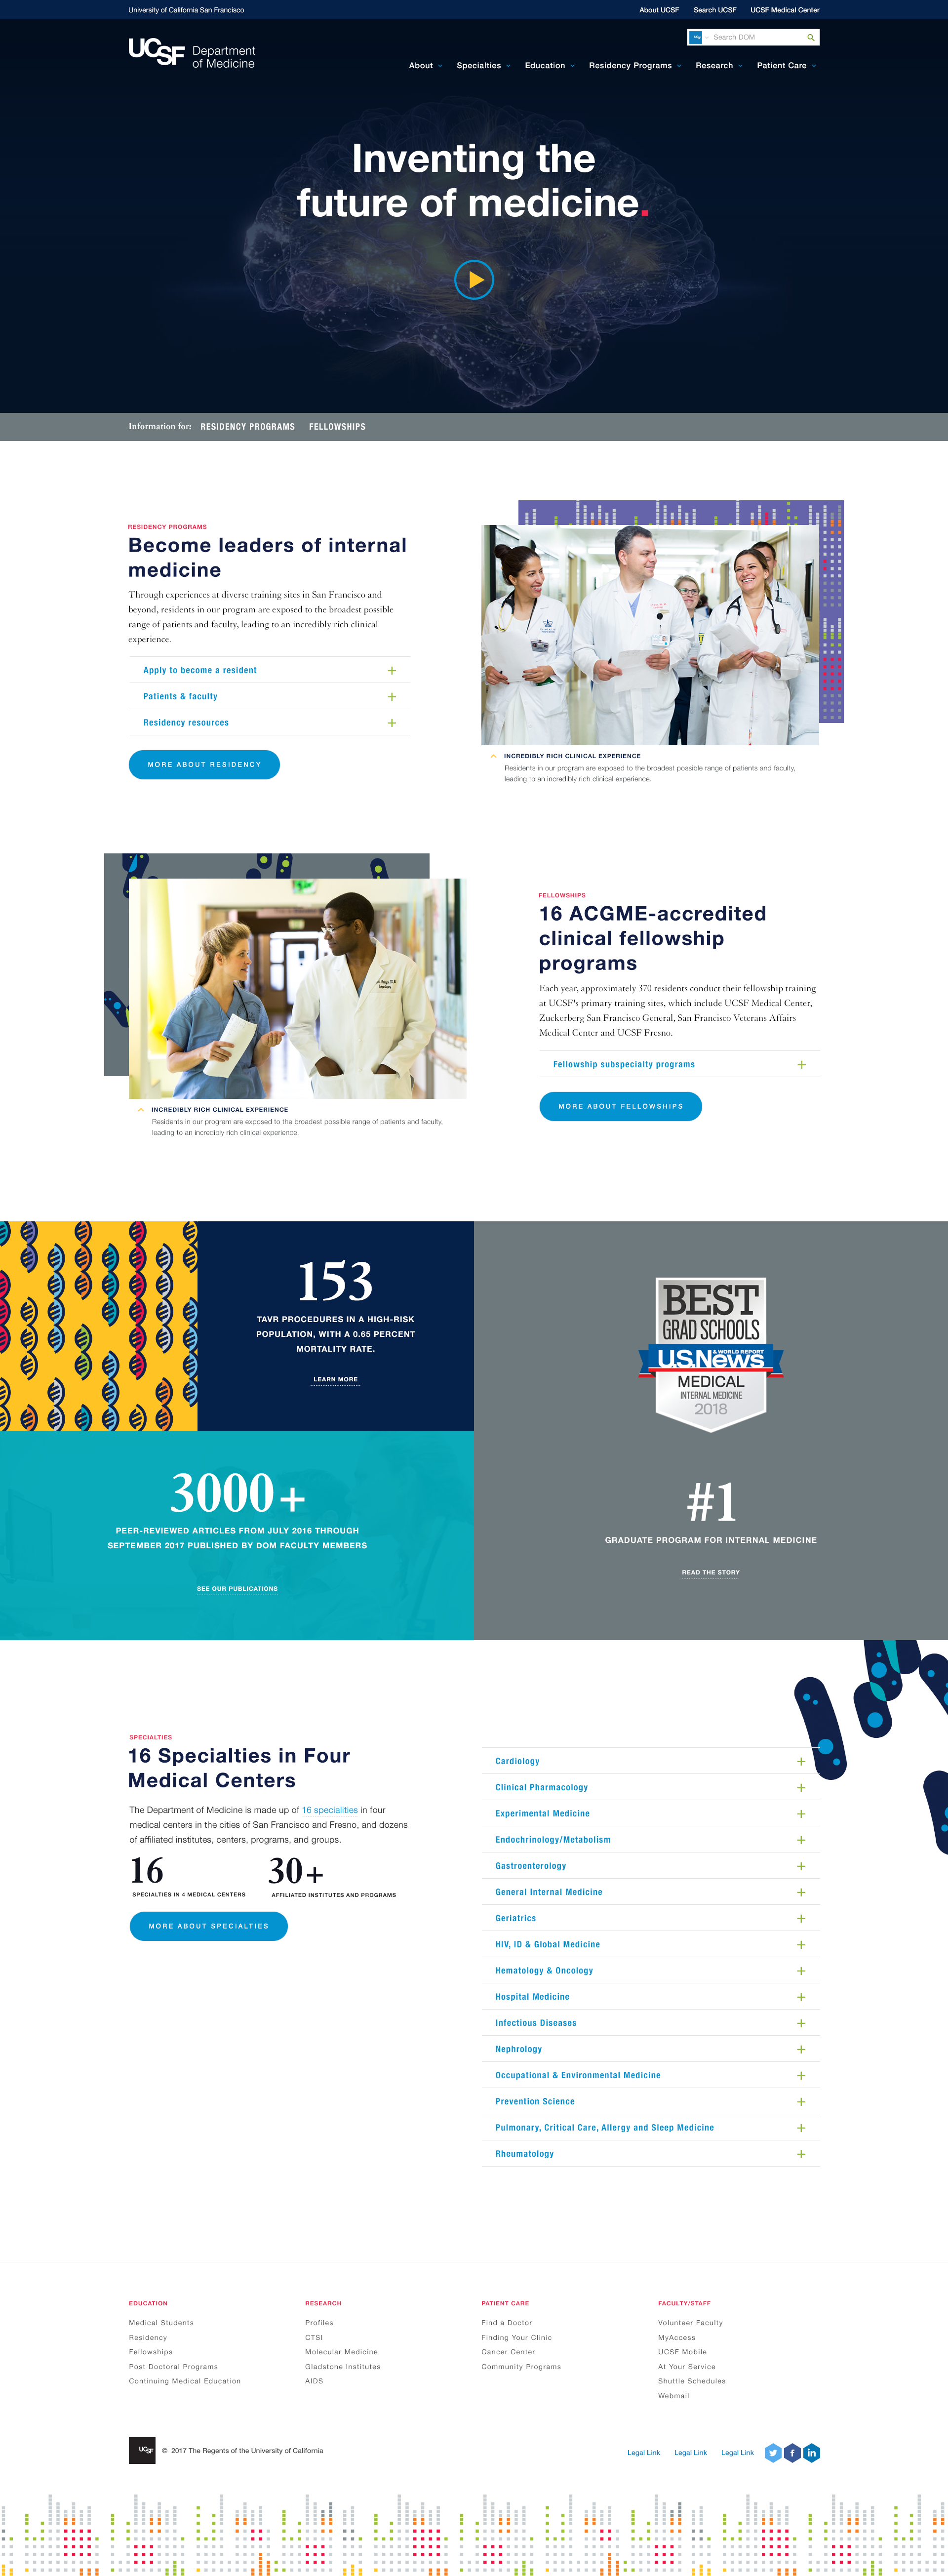 University of California San Francisco
About UCSF
Search UCSF
UCSF Medical Center
UCSF
Department
of Medicine
Search DOM
About
Specialties
Education
Residency Programs
Research
Patient Care
Inventing the
future of medicine.
Information for:
RESIDENCY PROGRAMS
FELLOWSHIPS
RESIDENCY PROGRAMS
Become leaders of internal
medicine
Through experiences at diverse training sites in San Francisco and
beyond, residents in our program are exposed to the broadest possible
range of patients and faculty, leading to an incredibly rich clinical
experience.
Apply to become a resident
Patients & faculty
Residency resources
MORE ABOUT RESIDENCY
INCREDIBLY RICH CLINICAL EXPERIENCE
Residents in our program are exposed to the broadest possible range of patients and faculty,
leading to an incredibly rich clinical experience.
INCREDIBLY RICH CLINICAL EXPERIENCE
Residents in our program are exposed to the broadest possible range of patients and faculty,
leading to an incredibly rich clinical experience.
FELLOWSHIPS
16 ACGME-accredited
clinical fellowship
programs
Each year, approximately 370 residents conduct their fellowship training
at UCSF's primary training sites, which include UCSF Medical Center,
Zuckerberg San Francisco General, San Francisco Veterans Affairs
Medical Center and UCSF Fresno.
Fellowship subspecialty programs
MORE ABOUT FELLOWSHIPS
153
TAVR PROCEDURES IN A HIGH-RISK
POPULATION, WITH A 0.65 PERCENT
MORTALITY RATE.
LEARN MORE
3000+
PEER-REVIEWED ARTICLES FROM JULY 2016 THROUGH
SEPTEMBER 2017 PUBLISHED BY DOM FACULTY MEMBERS
SEE OUR PUBLICATIONS
BEST
GRAD SCHOOLS
U.S.News & WORLD REPORT
MEDICAL
INTERNAL MEDICINE
2018
#1
GRADUATE PROGRAM FOR INTERNAL MEDICINE
READ THE STORY
SPECIALTIES
16 Specialties in Four
Medical Centers
The Department of Medicine is made up of 16 specialities in four
medical centers in the cities of San Francisco and Fresno, and dozens
of affiliated institutes, centers, programs, and groups.
16
SPECIALTIES IN 4 MEDICAL CENTERS
30+
AFFILIATED INSTITUTES AND PROGRAMS
MORE ABOUT SPECIALTIES
Cardiology
Clinical Pharmacology
Experimental Medicine
Endochrinology/Metabolism
Gastroenterology
General Internal Medicine
Geriatrics
HIV, ID & Global Medicine
Hematology & Oncology
Hospital Medicine
Infectious Diseases
Nephrology
Occupational & Environmental Medicine
Prevention Science
Pulmonary, Critical Care, Allergy and Sleep Medicine
Rheumatology
EDUCATION
Medical Students
Residency
Fellowships
Post Doctoral Programs
Continuing Medical Education
RESEARCH
Profiles
CTSI
Molecular Medicine
Gladstone Institutes
AIDS
PATIENT CARE
Find a Doctor
Finding Your Clinic
Cancer Center
Community Programs
FACULTY/STAFF
Volunteer Faculty
MyAccess
UCSF Mobile
At Your Service
Shuttle Schedules
Webmail
UCSF
© 2017 The Regents of the University of California
Legal Link
Legal Link
Legal Link